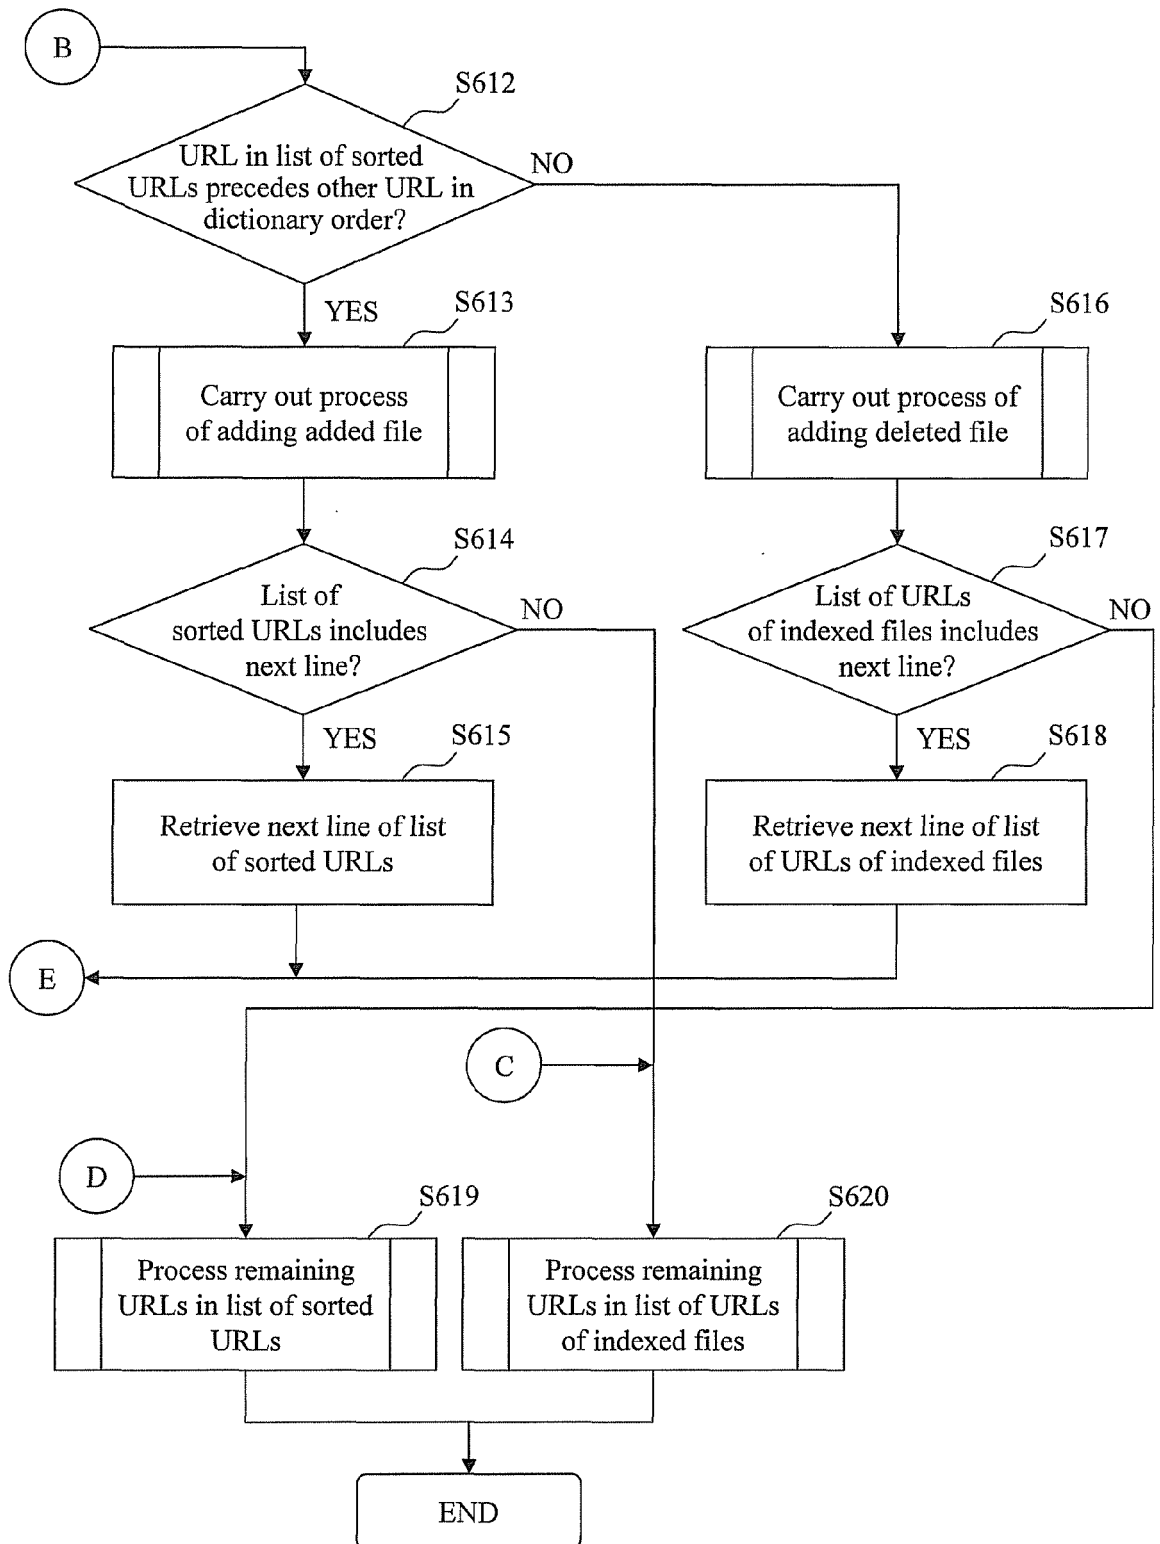 B
S612
URL in list of sorted
URLs precedes other URL in
dictionary order?
NO
YES
S613
Carry out process
of adding added file
S616
Carry out process of
adding deleted file
S614
List of
sorted URLs includes
next line?
NO
S617
List of URLs
of indexed files includes
next line?
NO
YES
S615
Retrieve next line of list
of sorted URLs
YES
S618
Retrieve next line of list
of URLs of indexed files
E
C
D
S619
Process remaining
URLs in list of sorted
URLs
S620
Process remaining
URLs in list of URLs
of indexed files
END